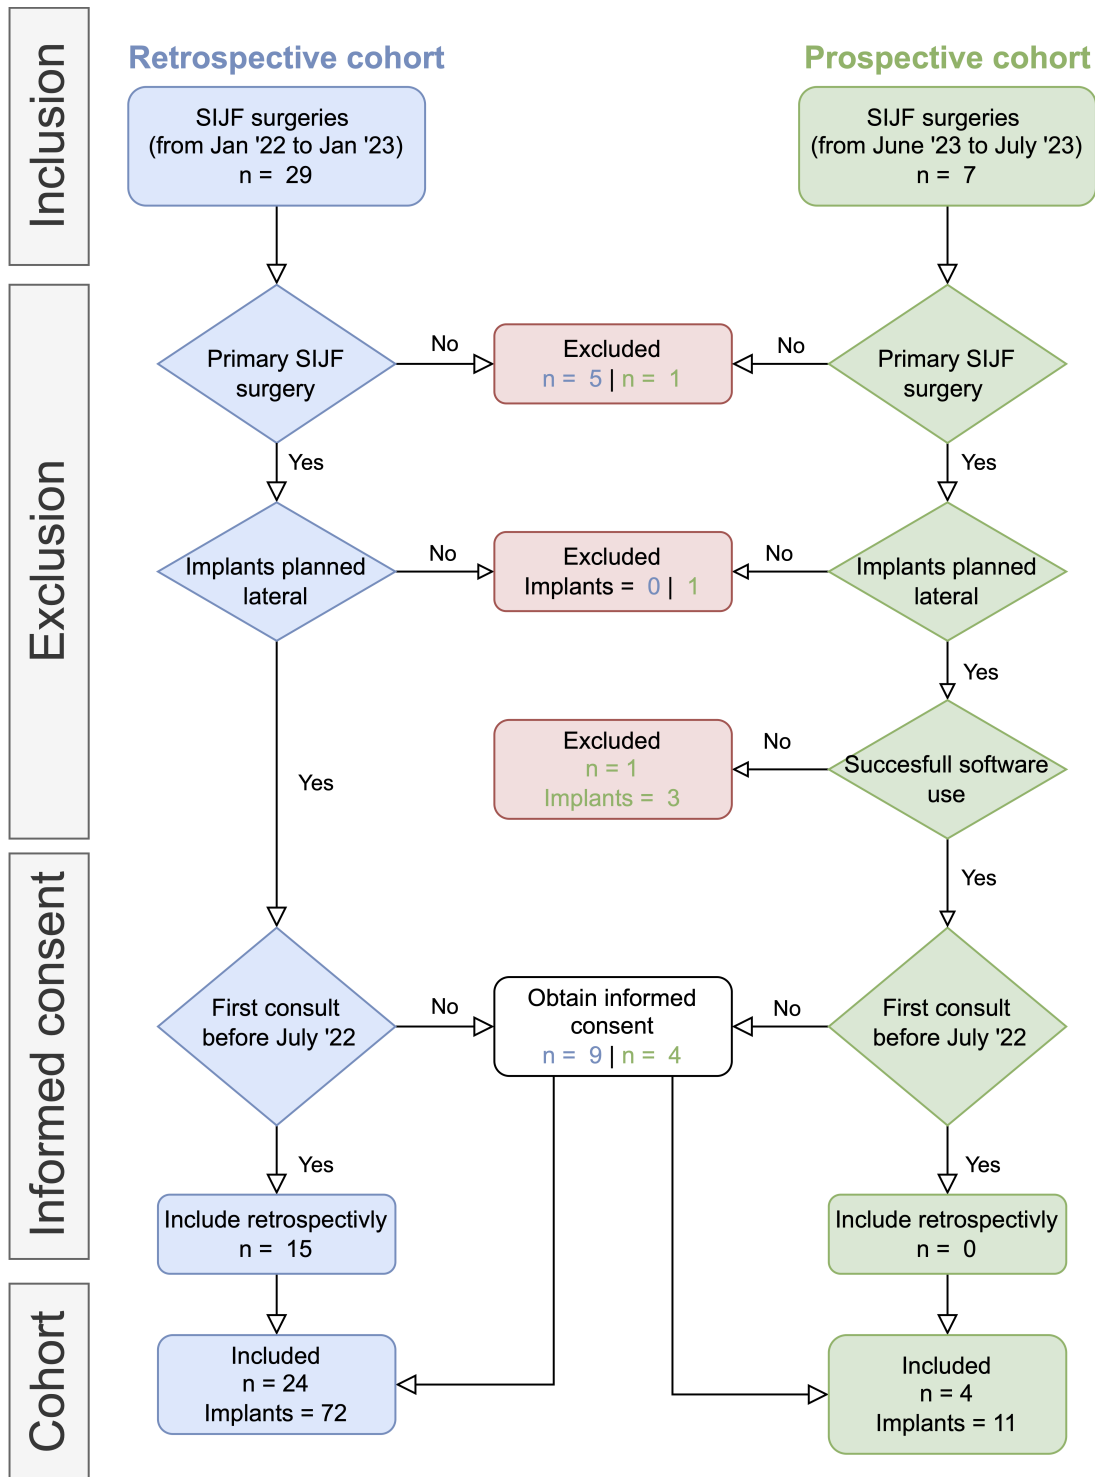 Inclusion
Retrospective cohort
Prospective cohort
SIJF surgeries
(from Jan '22 to Jan '23)
n = 29
SIJF surgeries
(from June '23 to July '23)
n = 7
Exclusion
Primary SIJF
surgery
No
Excluded
n = 5 | n = 1
No
Primary SIJF
surgery
Yes
Yes
Implants planned
lateral
No
Excluded
Implants = 0 | 1
No
Implants planned
lateral
Yes
Yes
Excluded
n = 1
Implants = 3
No
Succesfull software
use
Yes
Informed consent
First consult
before July '22
No
Obtain informed
consent
n = 9 | n = 4
No
First consult
before July '22
Yes
Yes
Include retrospectivly
n = 15
Include retrospectivly
n = 0
Cohort
Included
n = 24
Implants = 72
Included
n = 4
Implants = 11